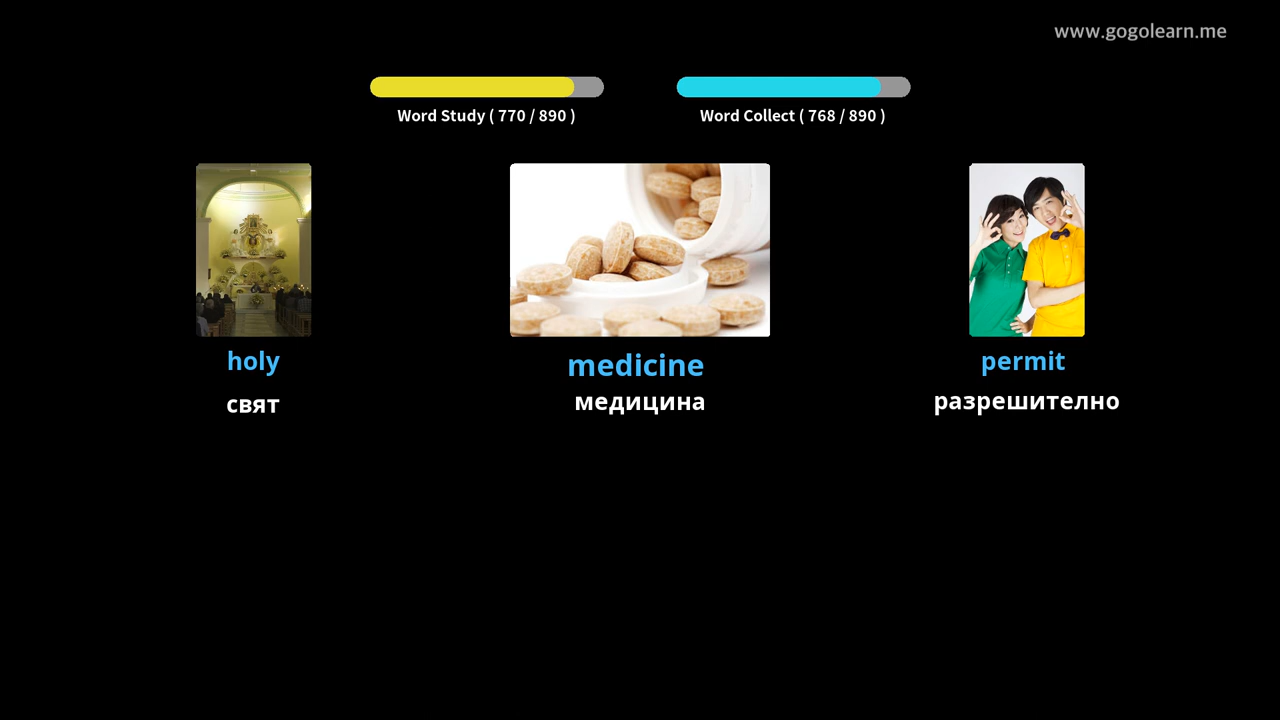 www.gogolearn.me
Word Study ( 770 / 890 )
Word Collect ( 768 / 890 )
holy
medicine
permit
свят
медицина
разрешително